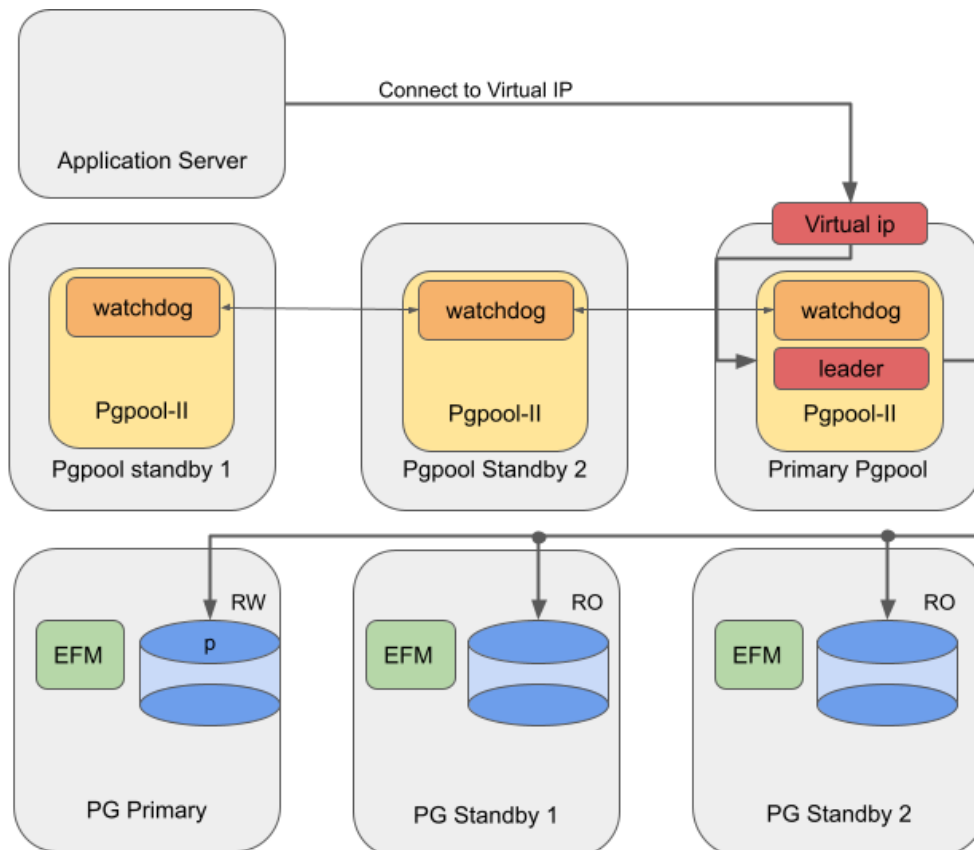 Connect to Virtual IP
Application Server
Virtual ip
watchdog
watchdog
watchdog
leader
Pgpool-II
Pgpool-II
Pgpool-II
Pgpool standby 1
Pgpool Standby 2
Primary Pgpool
RW
RO
RO
EFM
p
EFM
EFM
PG Primary
PG Standby 1
PG Standby 2